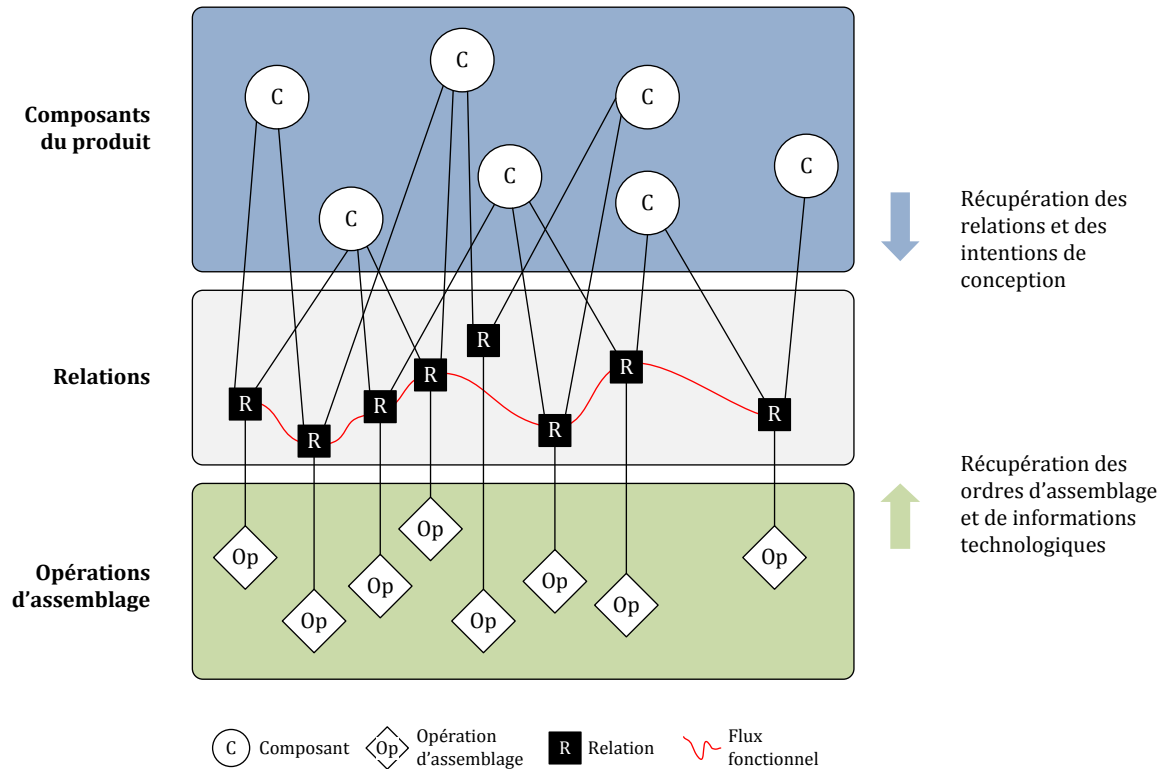 C
C
C
C
C
C
C
C
Composants
du produit
Récupération des
relations et des
intentions de
conception
Relations
R
R
R
R
R
R
R
R
Récupération des
ordres d'assemblage
et de informations
technologiques
Opérations
d'assemblage
Op
Op
Op
Op
Op
Op
Op
Op
C Composant
Op Opération
d'assemblage
R Relation
Flux
fonctionnel